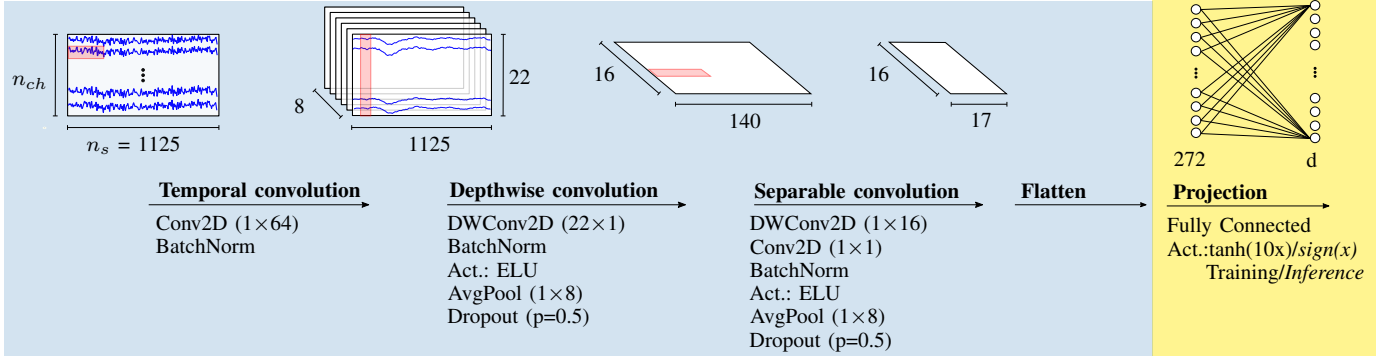 n_ch
n_s = 1125
8
22
1125
16
140
16
17
272
d
Temporal convolution
Conv2D (1×64)
BatchNorm
Depthwise convolution
DWConv2D (22×1)
BatchNorm
Act.: ELU
AvgPool (1×8)
Dropout (p=0.5)
Separable convolution
DWConv2D (1×16)
Conv2D (1×1)
BatchNorm
Act.: ELU
AvgPool (1×8)
Dropout (p=0.5)
Flatten
Projection
Fully Connected
Act.:tanh(10x)/sign(x)
Training/Inference